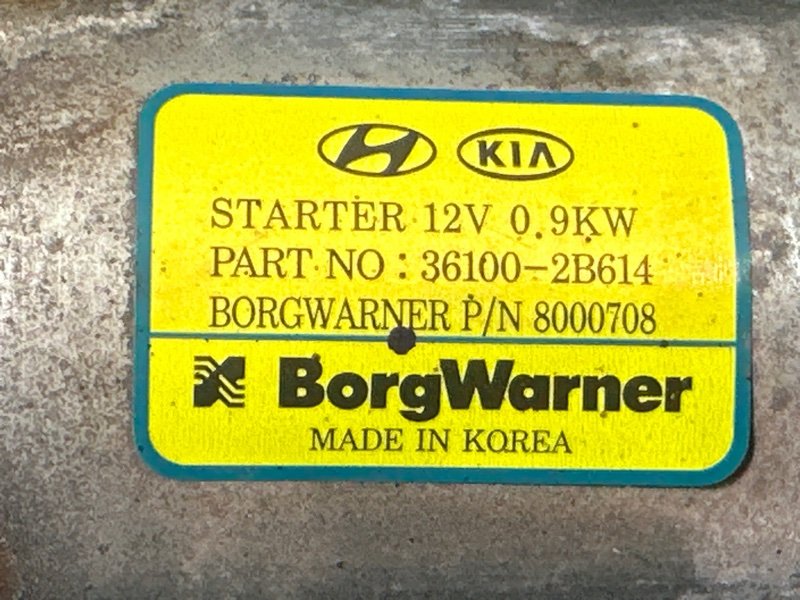 KIA
STARTER 12V 0.9KW
PART NO : 36100-2B614
BORGWARNER P/N 8000708
BorgWarner
MADE IN KOREA